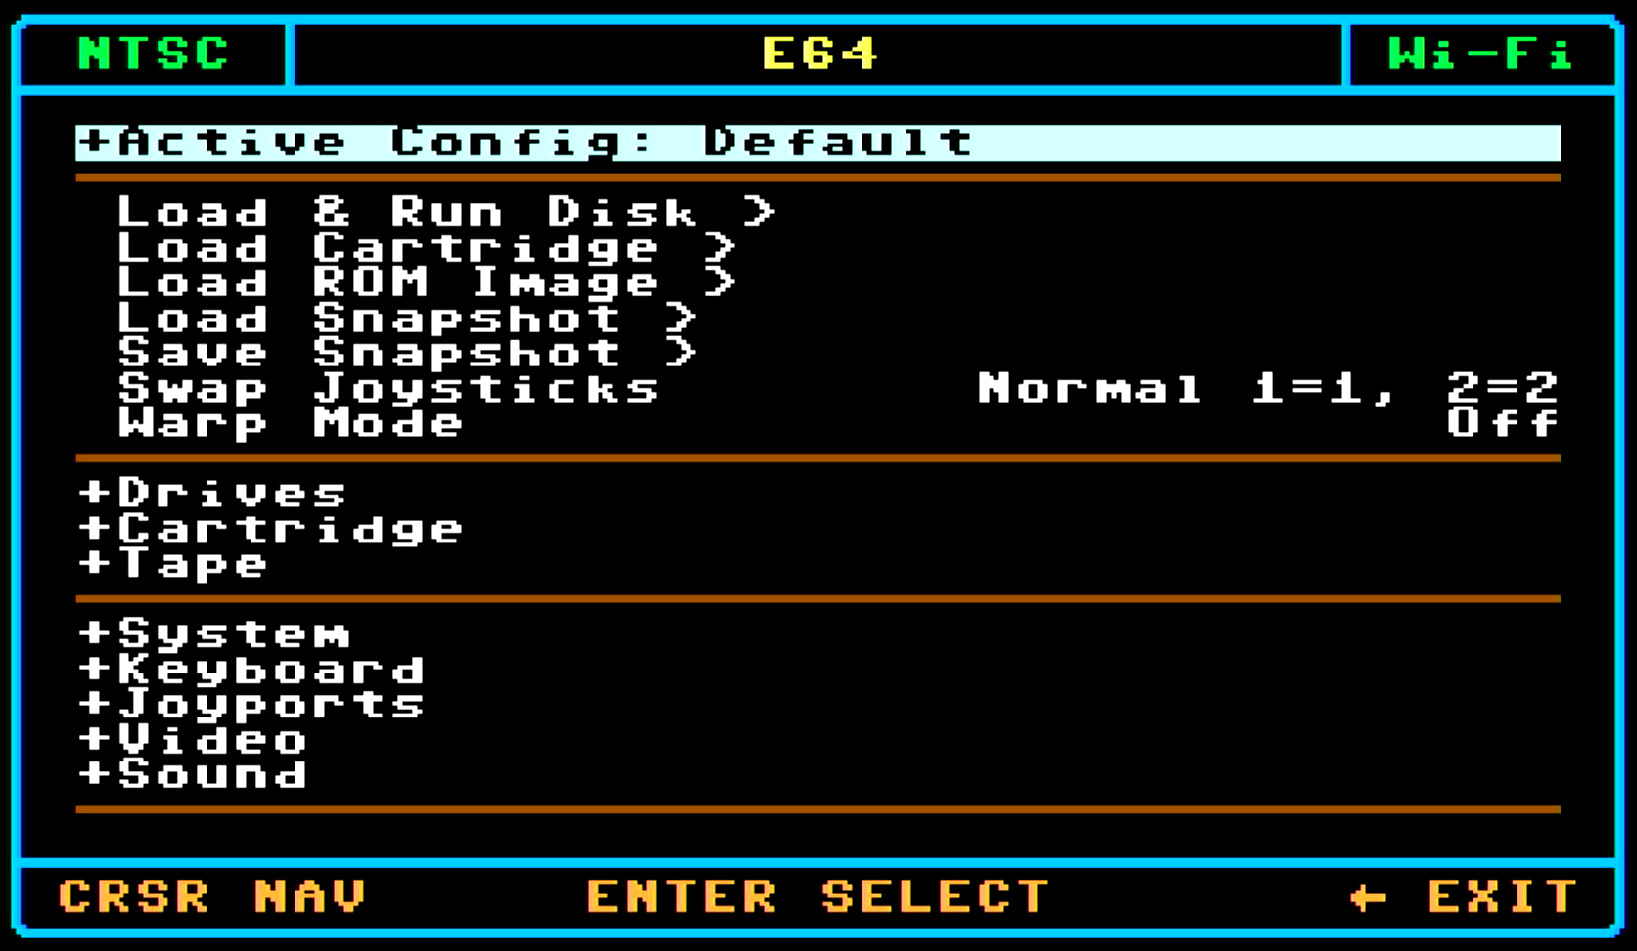 NTSC E64 Wi-Fi
+Active Config: Default
Load & Run Disk >
Load Cartridge >
Load ROM Image >
Load Snapshot >
Save Snapshot >
Swap Joysticks Normal 1=1, 2=2
Warp Mode Off
+Drives
+Cartridge
+Tape
+System
+Keyboard
+Joyports
+Video
+Sound
CRSR NAV ENTER SELECT ← EXIT